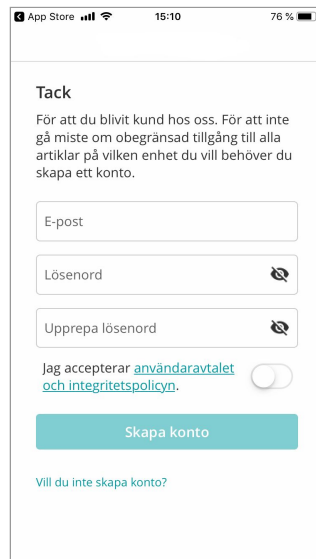 App Store 15:10 76 %
Tack
För att du blivit kund hos oss. För att inte
gå miste om obegränsad tillgång till alla
artiklar på vilken enhet du vill behöver du
skapa ett konto.
E-post
Lösenord
Upprepa lösenord
Jag accepterar användaravtalet
och integritetspolicyn.
Skapa konto
Vill du inte skapa konto?